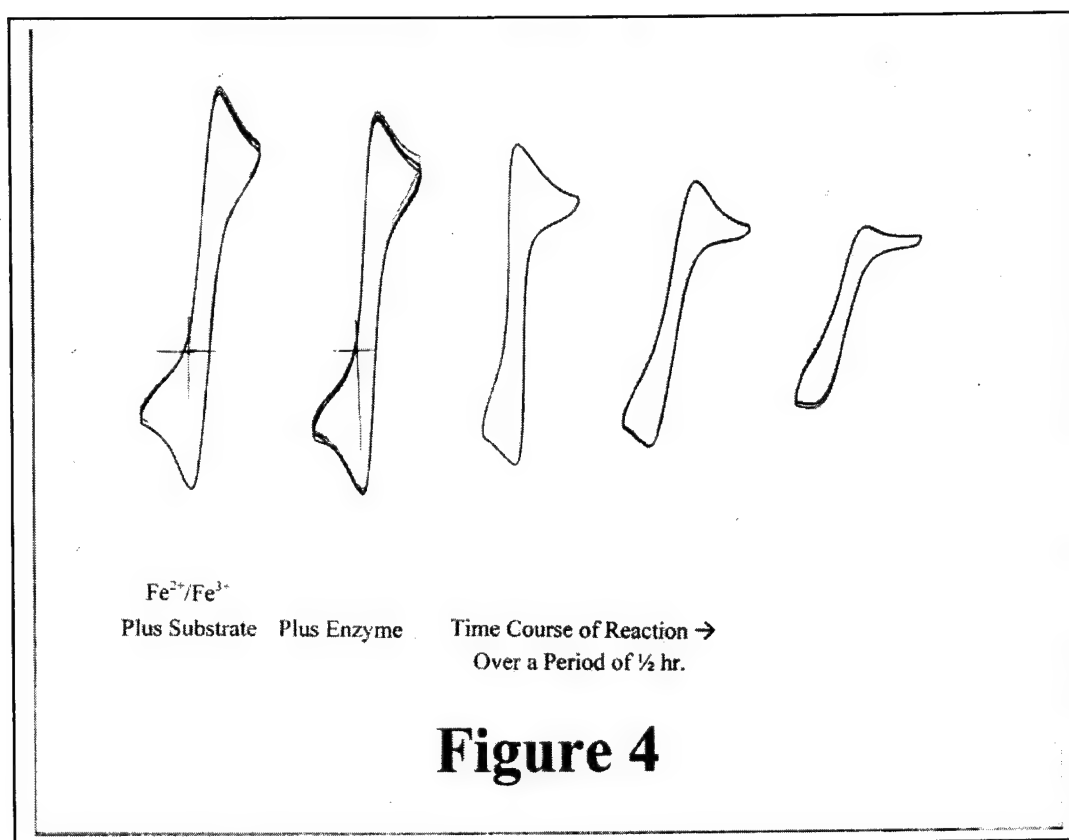 Fe²⁺/Fe³⁺
Plus Substrate Plus Enzyme Time Course of Reaction →
Over a Period of ½ hr.
Figure 4